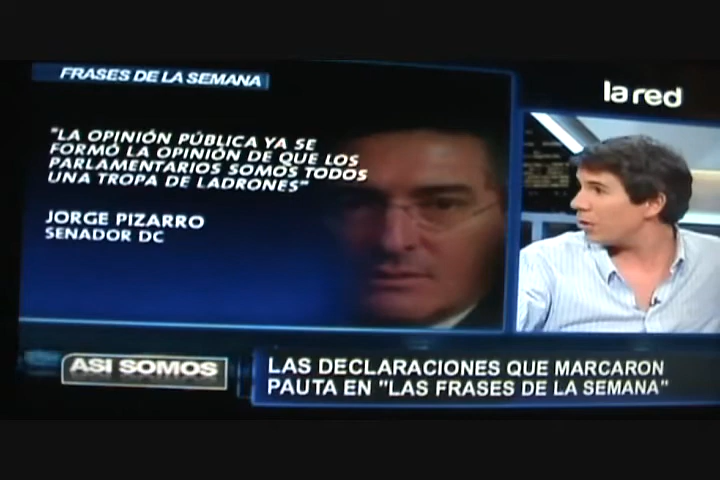 FRASES DE LA SEMANA
la red
"LA OPINIÓN PÚBLICA YA SE
FORMÓ LA OPINIÓN DE QUE LOS
PARLAMENTARIOS SOMOS TODOS
UNA TROPA DE LADRONES"
JORGE PIZARRO
SENADOR DC
ASI SOMOS
LAS DECLARACIONES QUE MARCARON
PAUTA EN "LAS FRASES DE LA SEMANA"